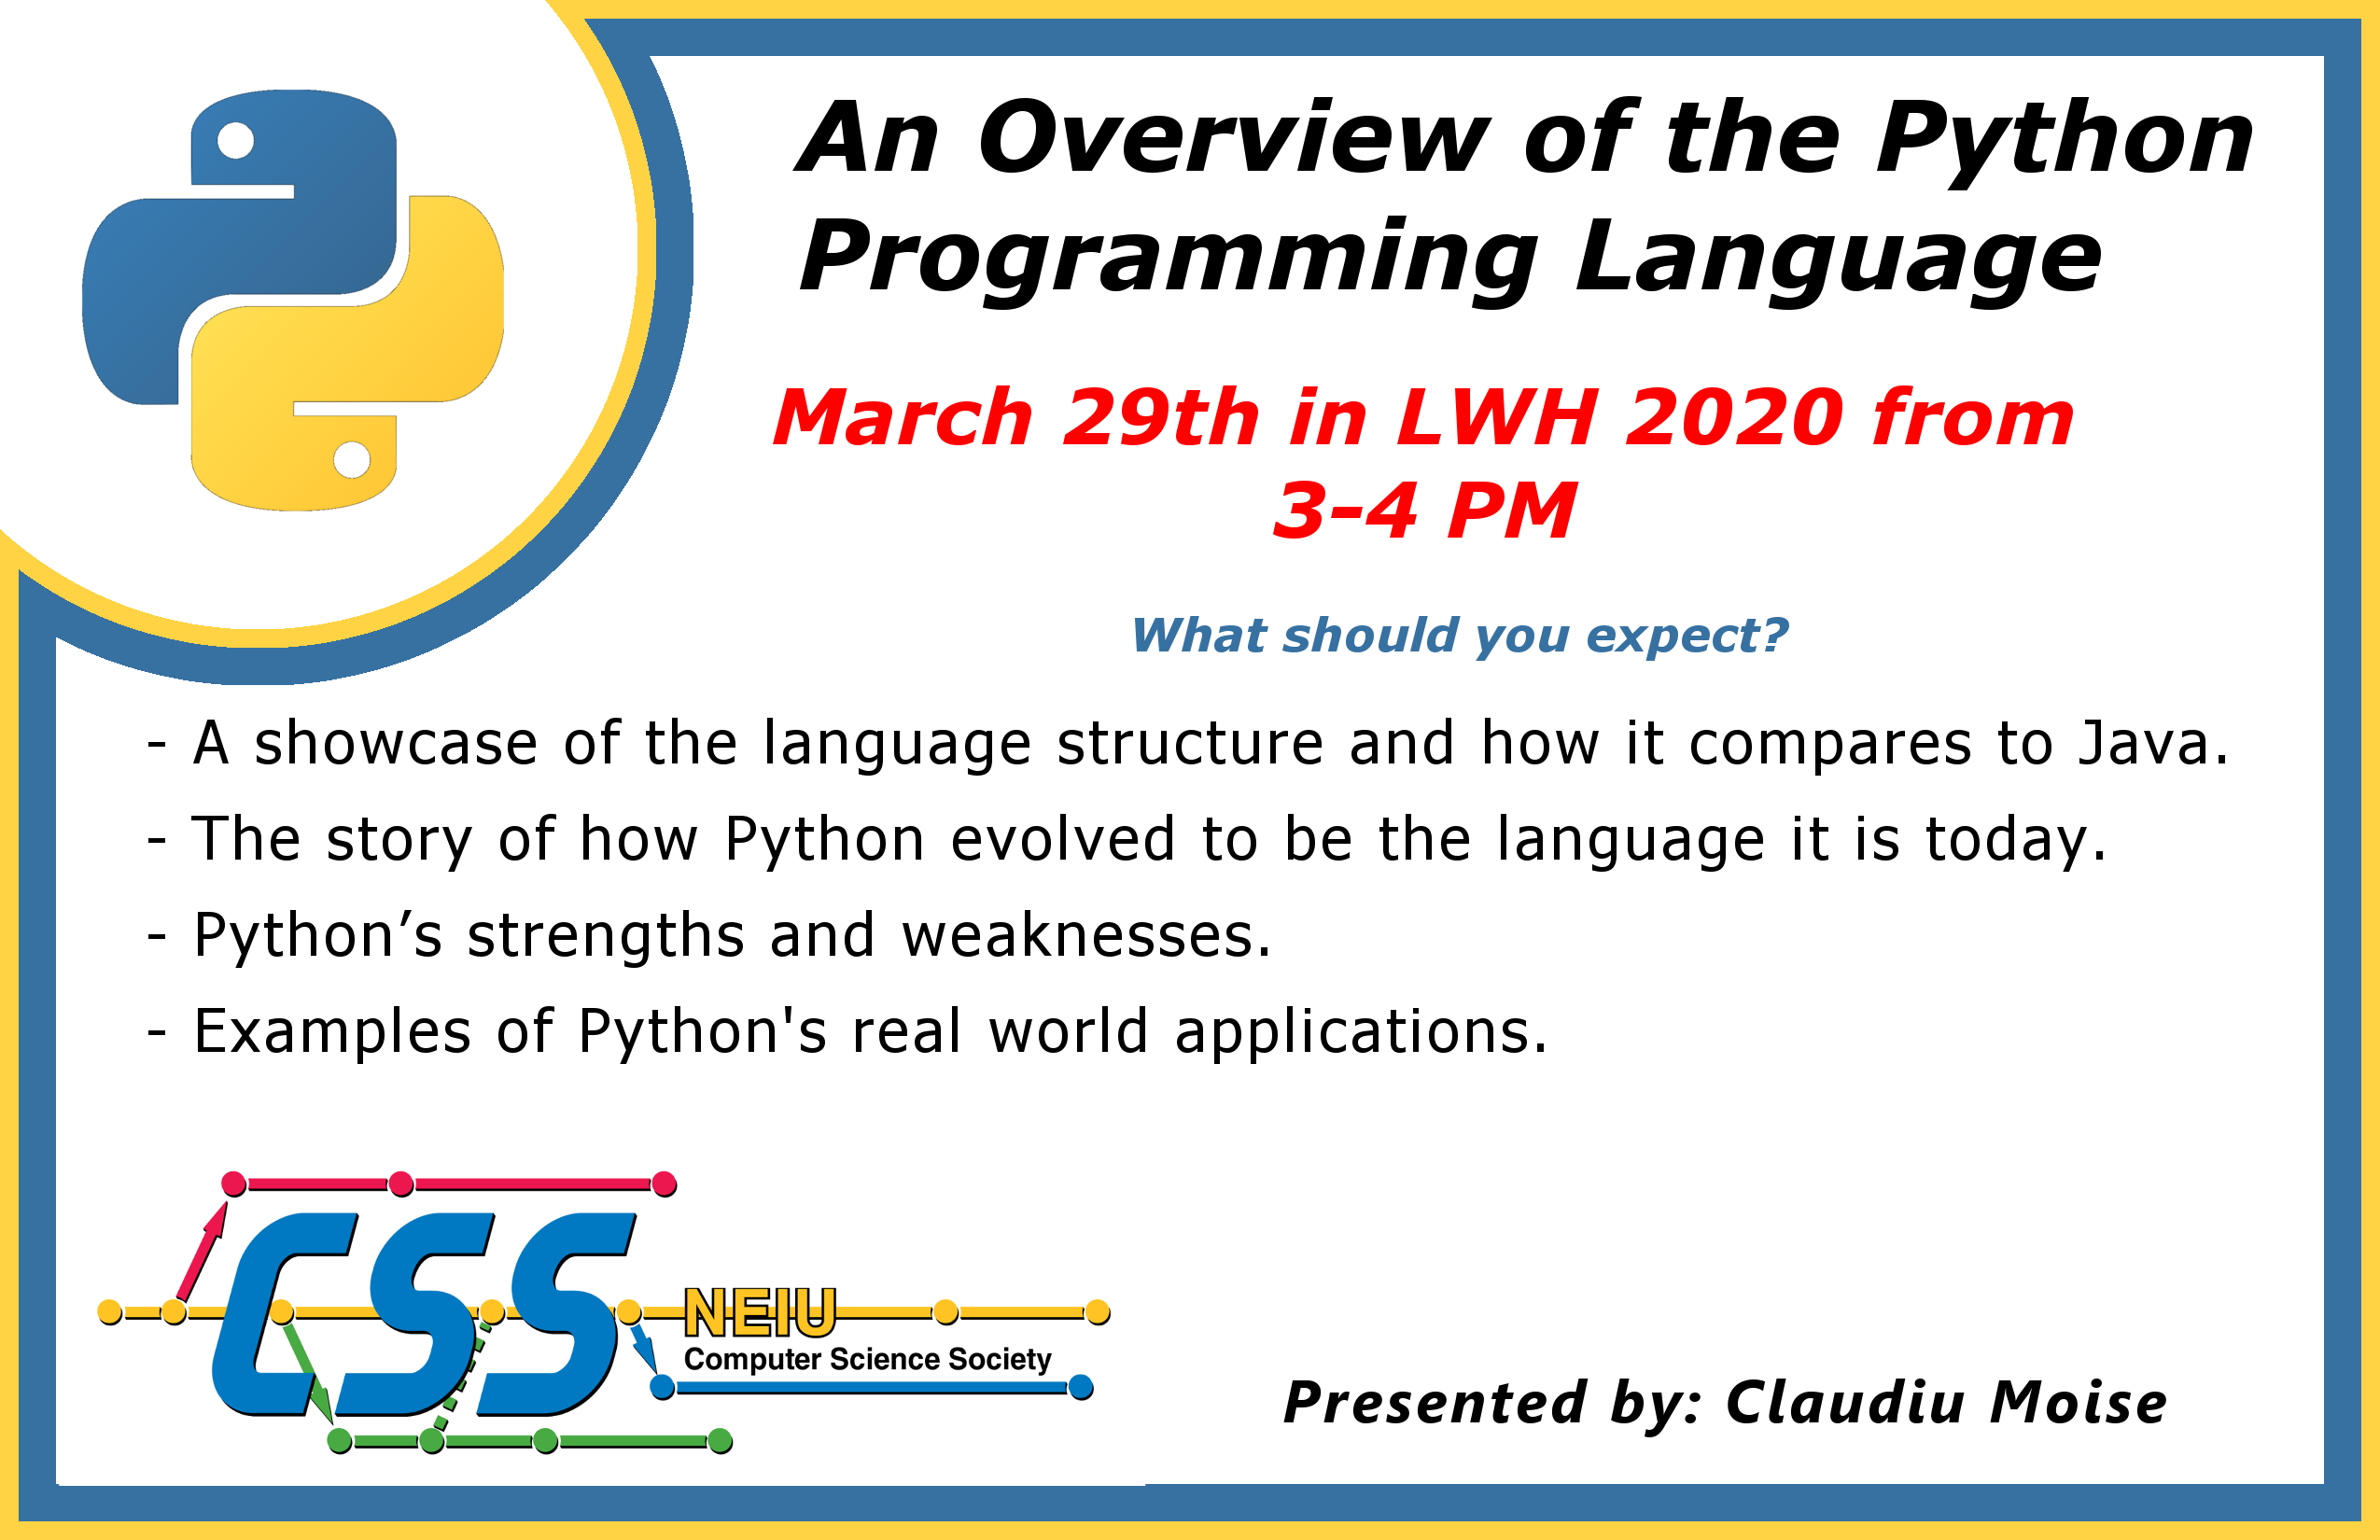 An Overview of the Python
Programming Language
March 29th in LWH 2020 from
3-4 PM
What should you expect?
- A showcase of the language structure and how it compares to Java.
- The story of how Python evolved to be the language it is today.
- Python’s strengths and weaknesses.
- Examples of Python's real world applications.
CSS
NEIU
Computer Science Society
Presented by: Claudiu Moise